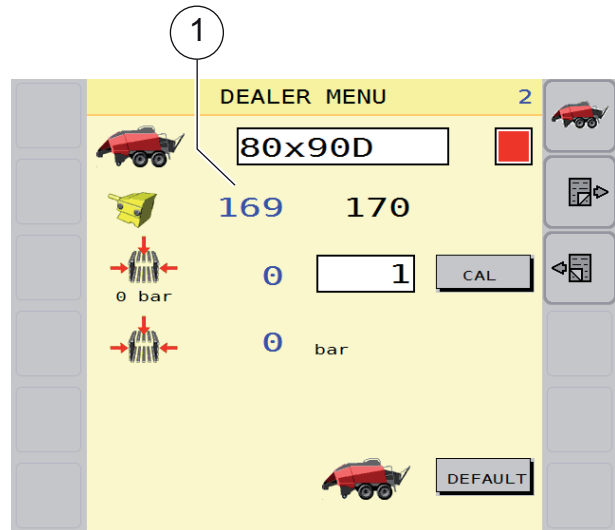 1
DEALER MENU 2
80x90D
169 170
0 bar 0 1 CAL
0 bar
DEFAULT